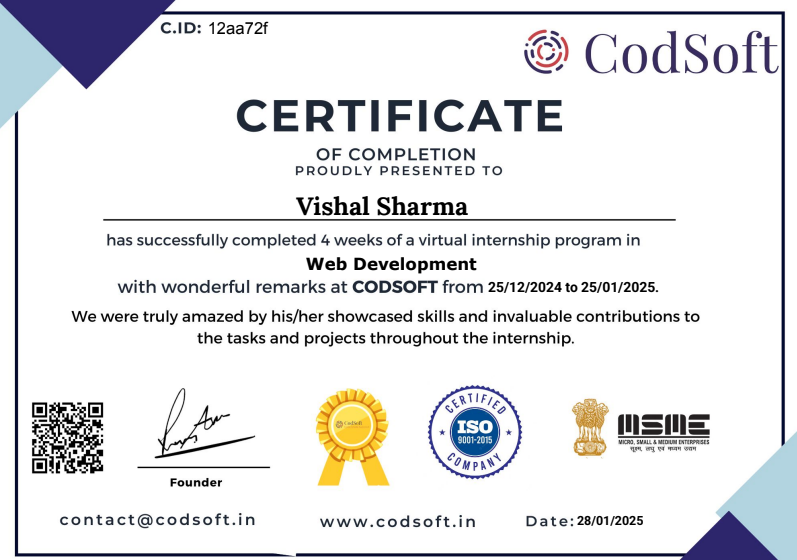 C.ID: 12aa72f
CodSoft
CERTIFICATE
OF COMPLETION
PROUDLY PRESENTED TO
Vishal Sharma
has successfully completed 4 weeks of a virtual internship program in
Web Development
with wonderful remarks at CODSOFT from 25/12/2024 to 25/01/2025.
We were truly amazed by his/her showcased skills and invaluable contributions to
the tasks and projects throughout the internship.
Founder
CodSoft
CERTIFIED
ISO
9001-2015
COMPANY
MSME
MICRO, SMALL & MEDIUM ENTERPRISES
सूक्ष्म, लघु एवं मध्यम उद्यम
contact@codsoft.in
www.codsoft.in
Date: 28/01/2025